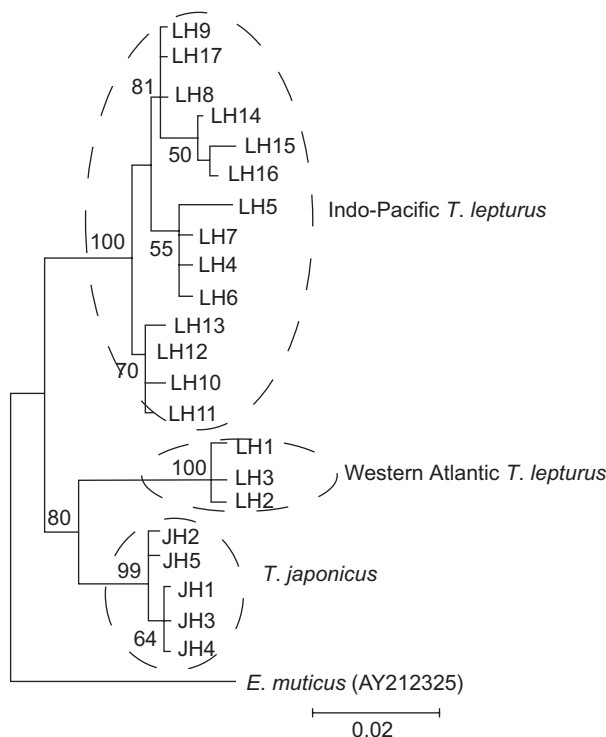 LH9
LH17
81
LH8
LH14
LH15
50
LH16
LH5
Indo-Pacific T. lepturus
100
LH7
55
LH4
LH6
LH13
LH12
70
LH10
LH11
LH1
100
LH3
Western Atlantic T. lepturus
LH2
80
JH2
JH5
99
T. japonicus
JH1
JH3
64
JH4
E. muticus (AY212325)
0.02